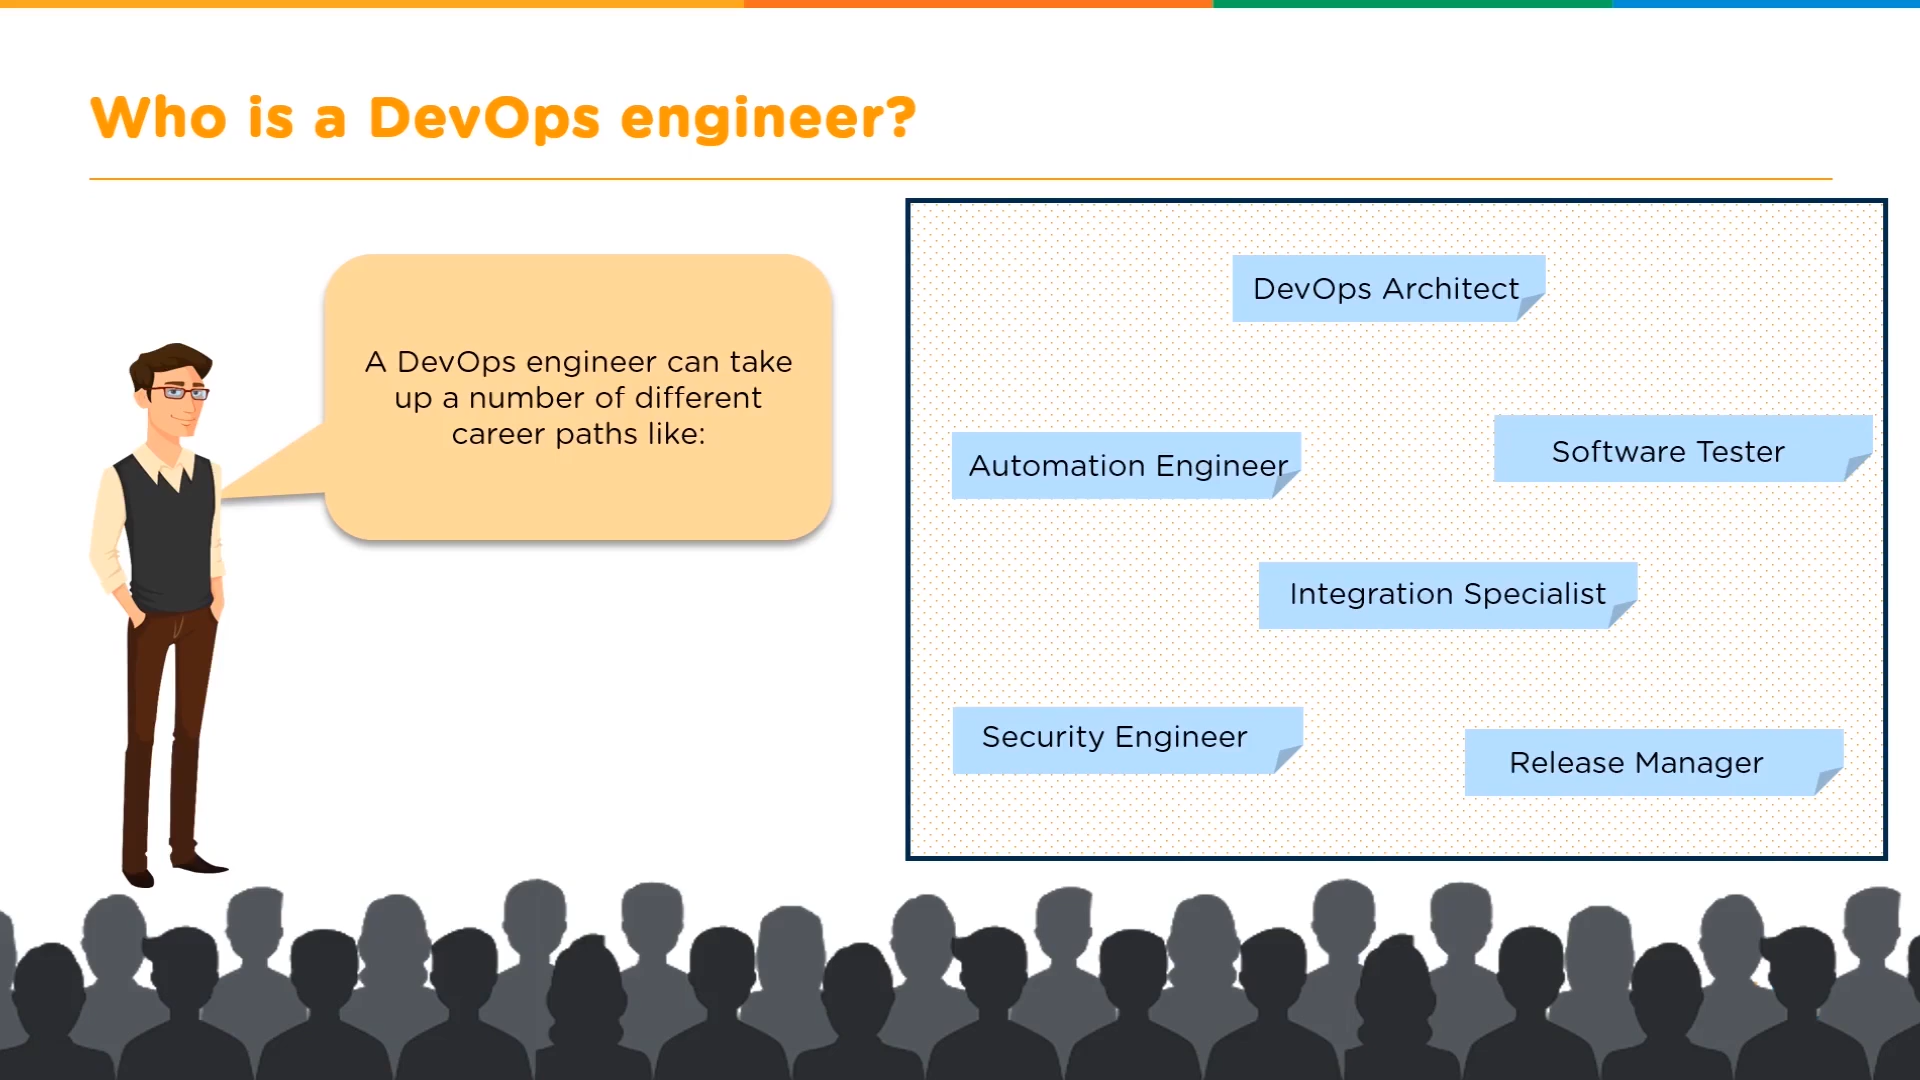 Who is a DevOps engineer?
A DevOps engineer can take
up a number of different
career paths like:
DevOps Architect
Automation Engineer
Software Tester
Integration Specialist
Security Engineer
Release Manager